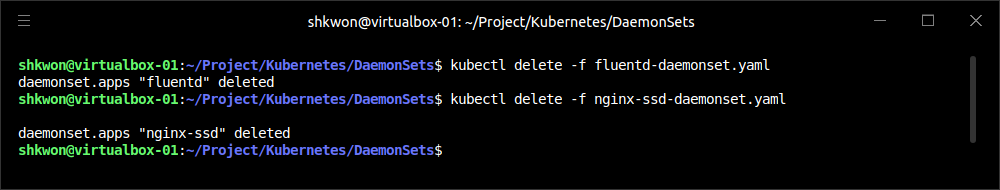 shkwon@virtualbox-01: ~/Project/Kubernetes/DaemonSets
shkwon@virtualbox-01:~/Project/Kubernetes/DaemonSets$ kubectl delete -f fluentd-daemonset.yaml
daemonset.apps "fluentd" deleted
shkwon@virtualbox-01:~/Project/Kubernetes/DaemonSets$ kubectl delete -f nginx-ssd-daemonset.yaml
daemonset.apps "nginx-ssd" deleted
shkwon@virtualbox-01:~/Project/Kubernetes/DaemonSets$